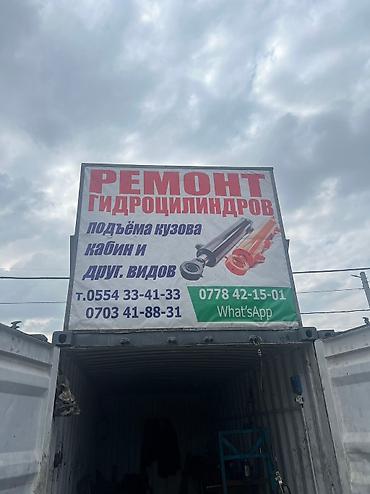 РЕМОНТ
ГИДРОЦИЛИНДРОВ
подъёма кузова
кабин и
друг. видов
т.0554 33-41-33
0703 41-88-31
0778 42-15-01
What'sApp